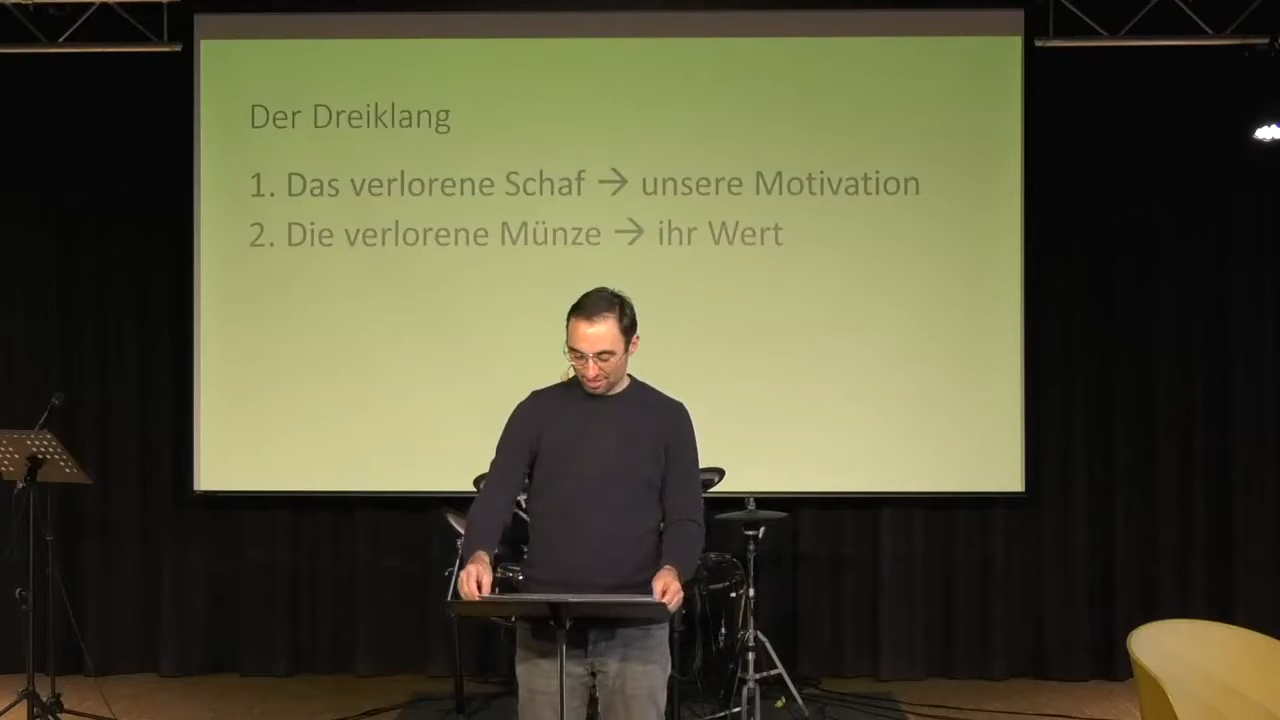 Der Dreiklang
1. Das verlorene Schaf → unsere Motivation
2. Die verlorene Münze → ihr Wert